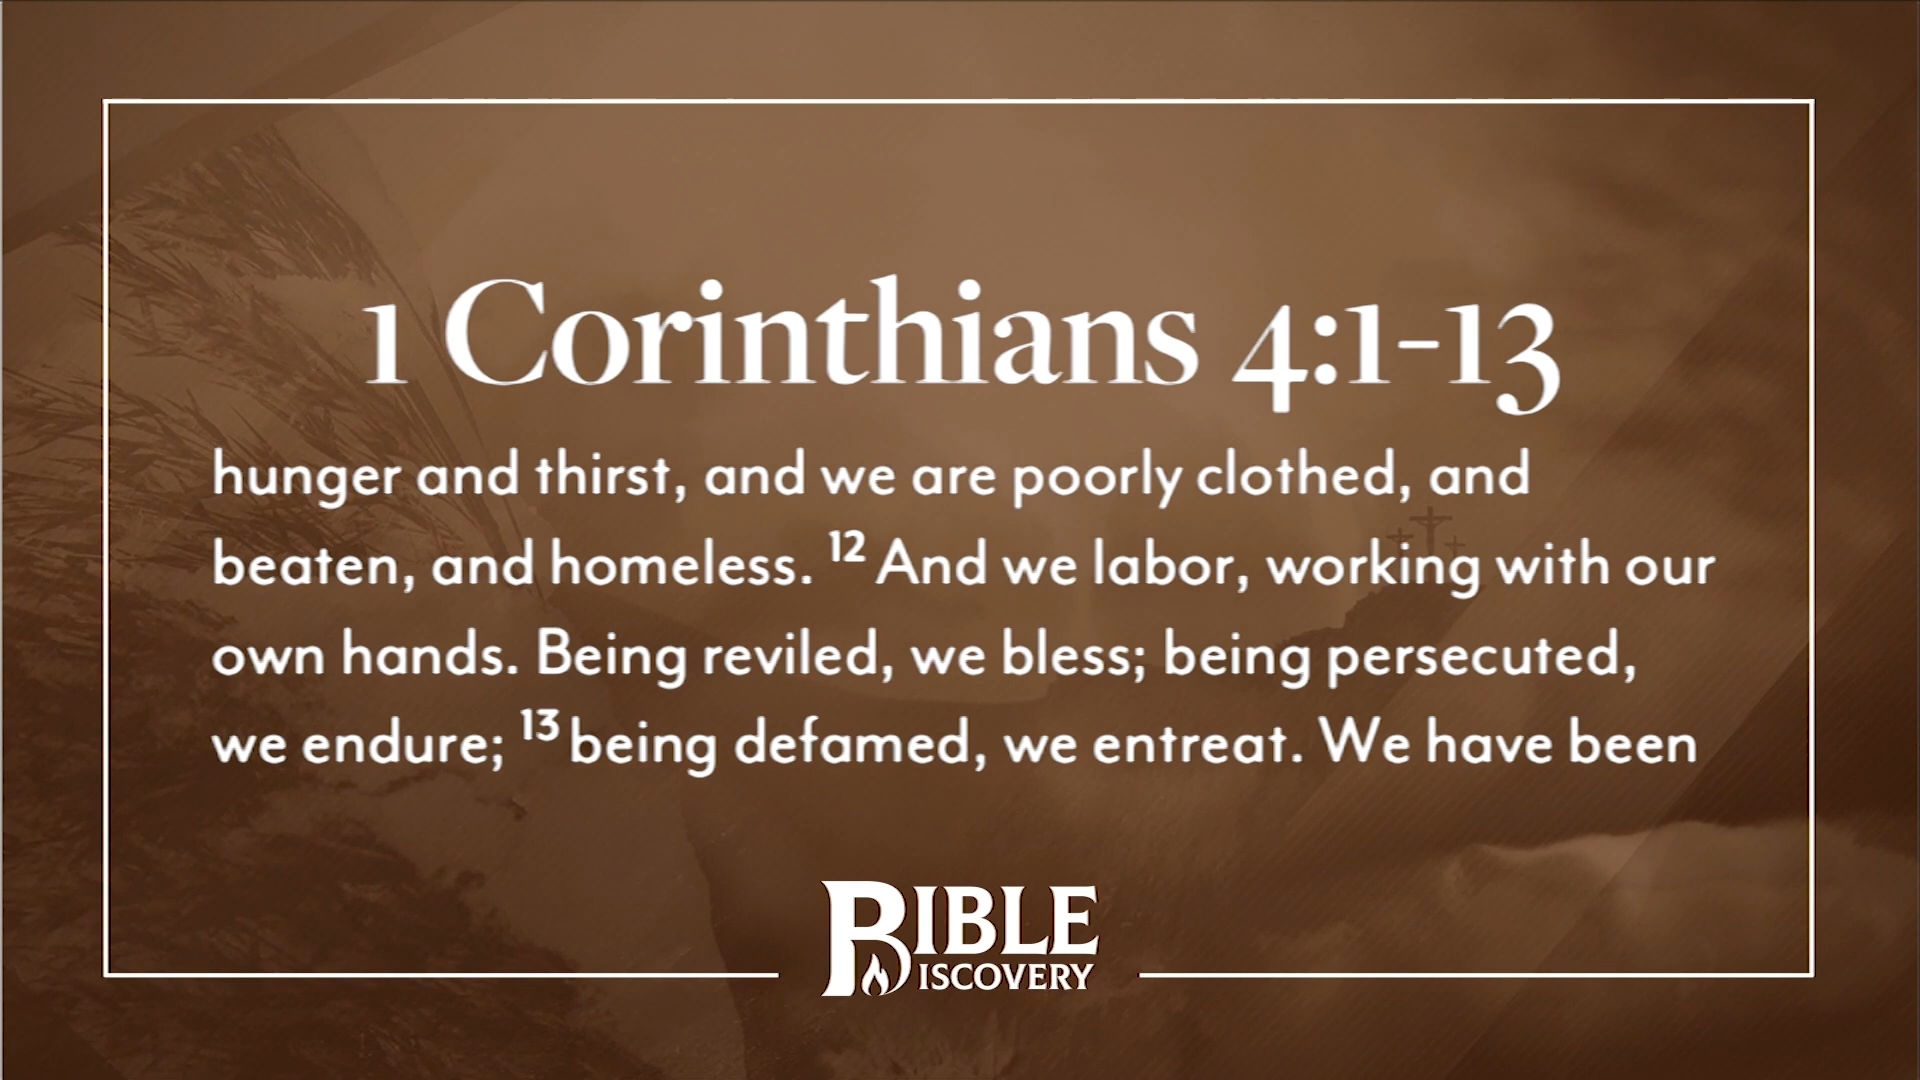 1 Corinthians 4:1-13
hunger and thirst, and we are poorly clothed, and
beaten, and homeless. 12 And we labor, working with our
own hands. Being reviled, we bless; being persecuted,
we endure; 13 being defamed, we entreat. We have been
BIBLE
DISCOVERY